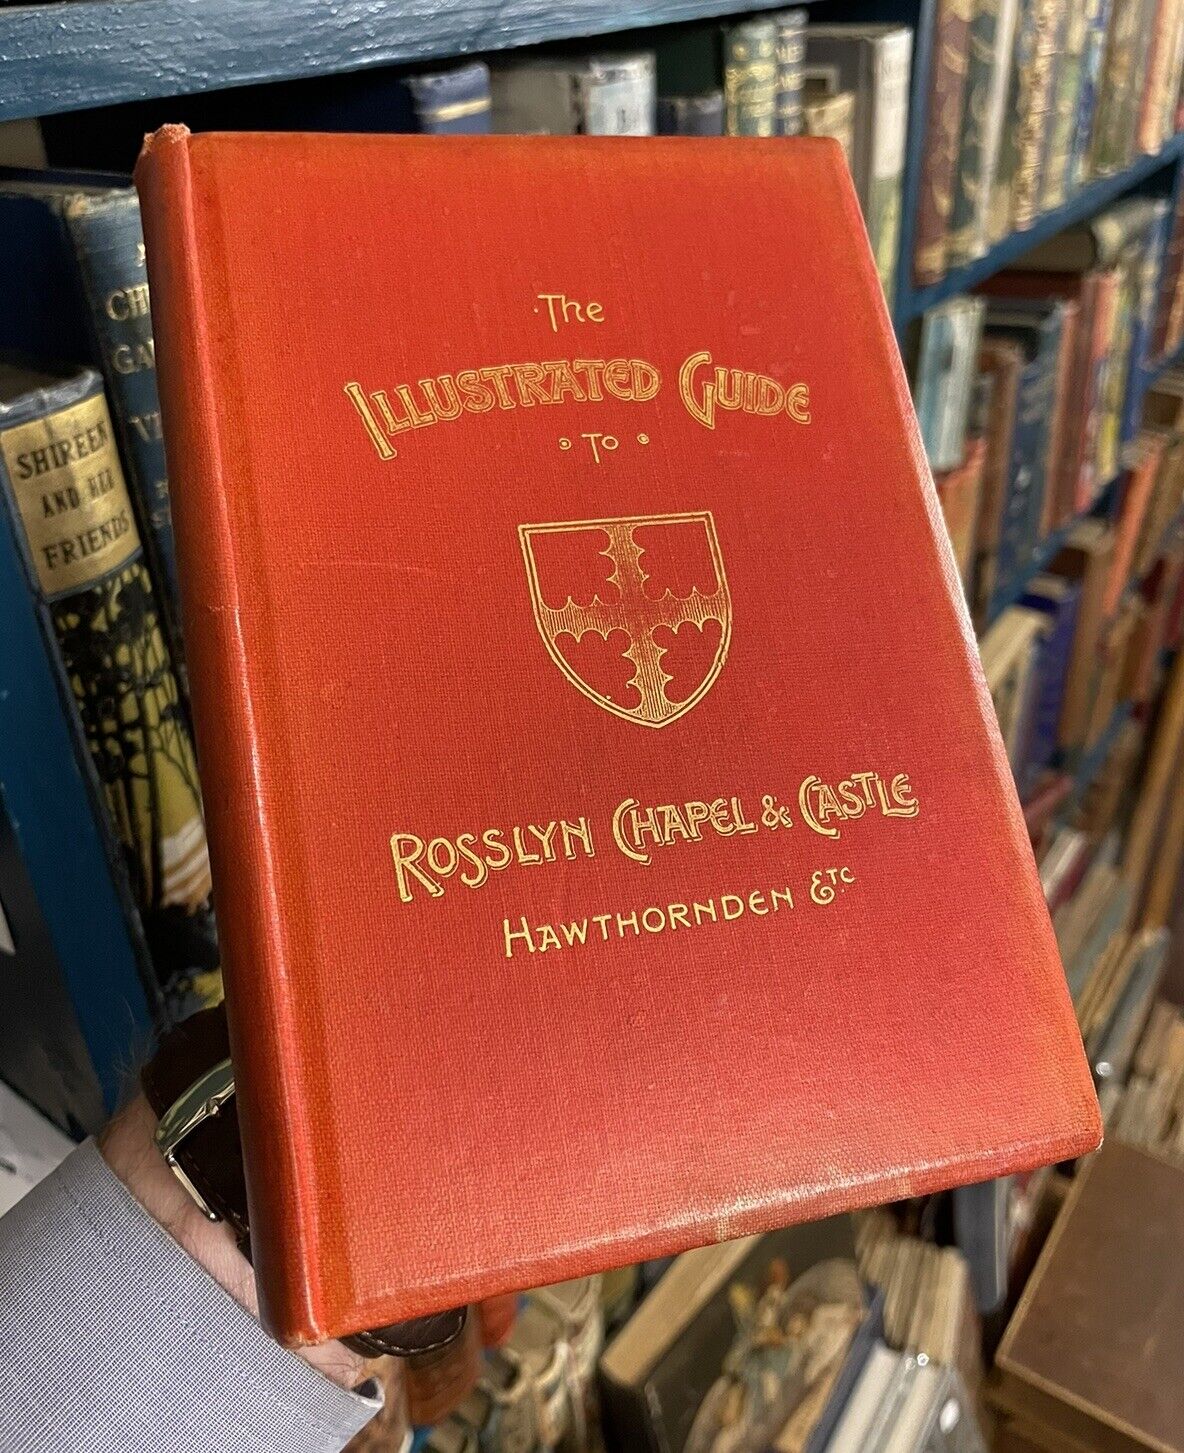 The
ILLUSTRATED GUIDE
TO
ROSSLYN CHAPEL & CASTLE
HAWTHORNDEN ETC
SHIREEN
AND HER
FRIENDS